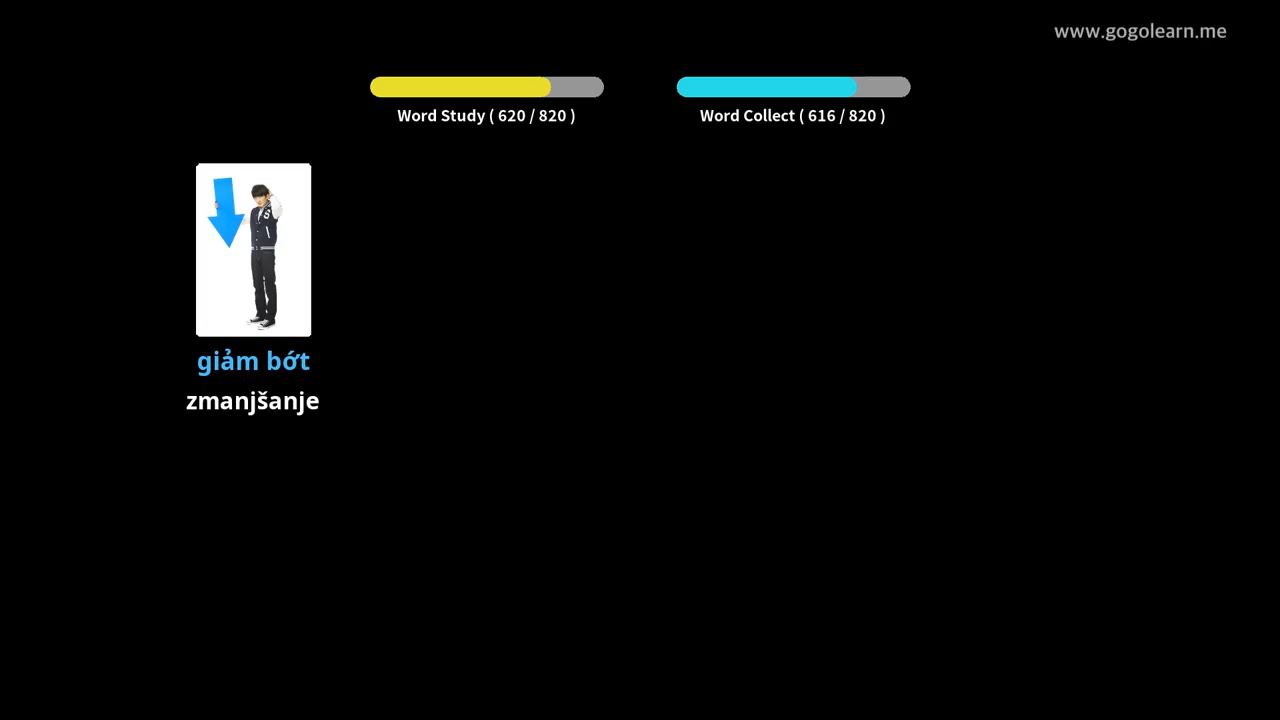 www.gogolearn.me
Word Study ( 620 / 820 )
Word Collect ( 616 / 820 )
S
giảm bớt
zmanjšanje